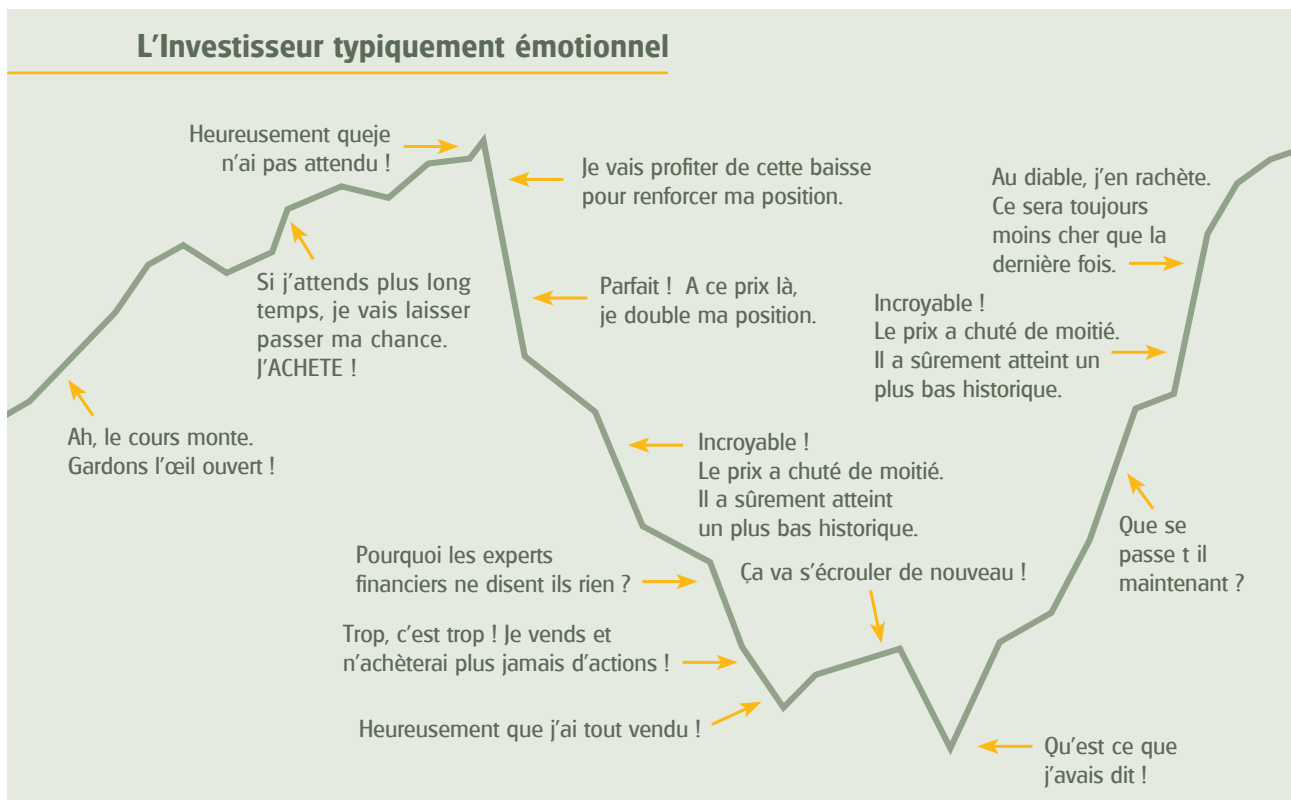 L'Investisseur typiquement émotionnel
Ah, le cours monte.
Gardons l'œil ouvert !
Si j'attends plus long
temps, je vais laisser
passer ma chance.
J'ACHETE !
Heureusement queje
n'ai pas attendu !
Je vais profiter de cette baisse
pour renforcer ma position.
Parfait ! A ce prix là,
je double ma position.
Incroyable !
Le prix a chuté de moitié.
Il a sûrement atteint
un plus bas historique.
Pourquoi les experts
financiers ne disent ils rien ?
Trop, c'est trop ! Je vends et
n'achèterai plus jamais d'actions !
Heureusement que j'ai tout vendu !
Ça va s'écrouler de nouveau !
Qu'est ce que
j'avais dit !
Que se
passe t il
maintenant ?
Incroyable !
Le prix a chuté de moitié.
Il a sûrement atteint un
plus bas historique.
Au diable, j'en rachète.
Ce sera toujours
moins cher que la
dernière fois.